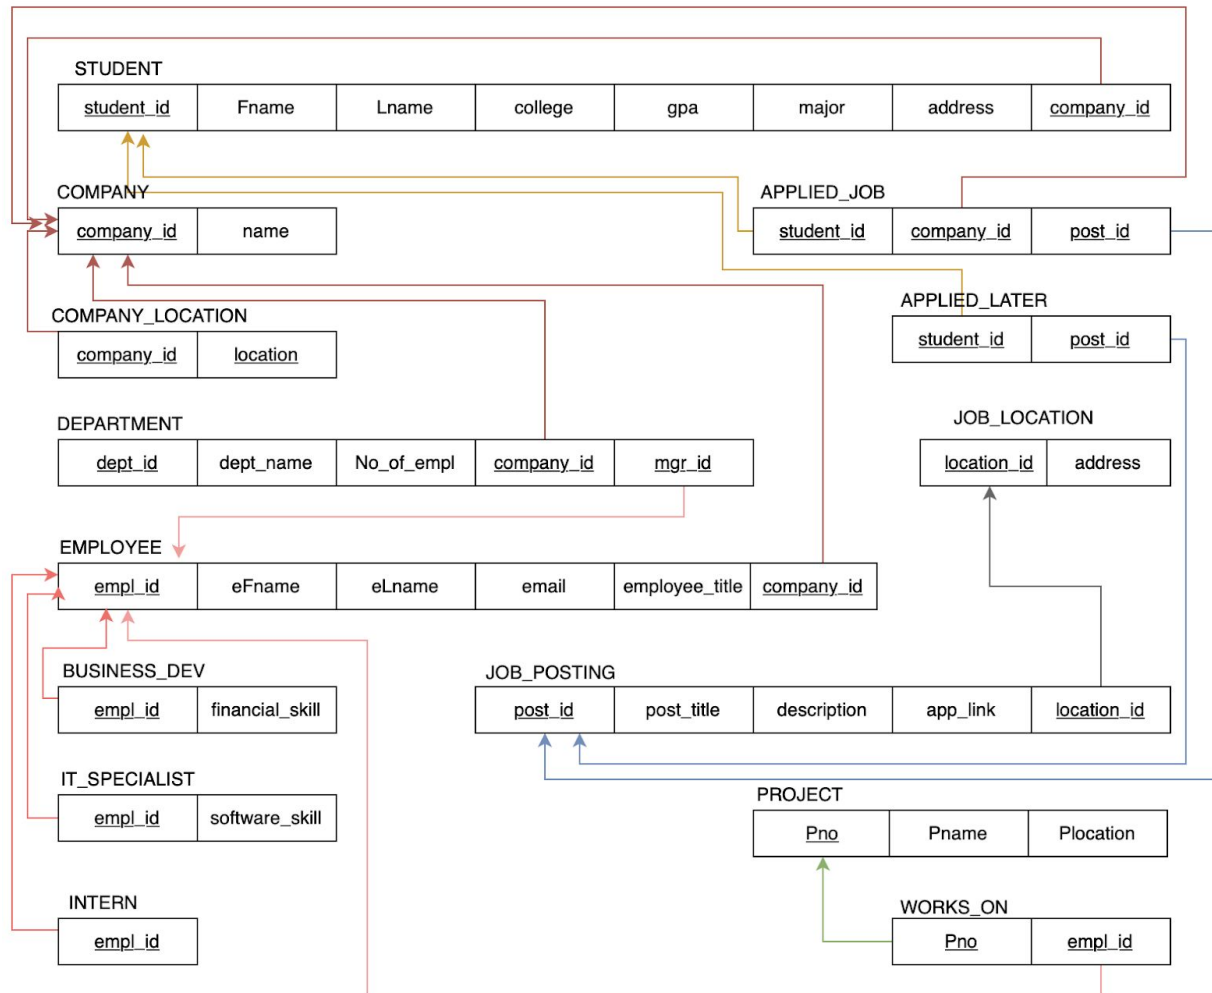 STUDENT
student_id Fname Lname college gpa major address company_id
COMPANY
company_id name
APPLIED_JOB
student_id company_id post_id
COMPANY_LOCATION
company_id location
APPLIED_LATER
student_id post_id
DEPARTMENT
dept_id dept_name No_of_empl company_id mgr_id
JOB_LOCATION
location_id address
EMPLOYEE
empl_id eFname eLname email employee_title company_id
BUSINESS_DEV
empl_id financial_skill
JOB_POSTING
post_id post_title description app_link location_id
IT_SPECIALIST
empl_id software_skill
PROJECT
Pno Pname Plocation
INTERN
empl_id
WORKS_ON
Pno empl_id